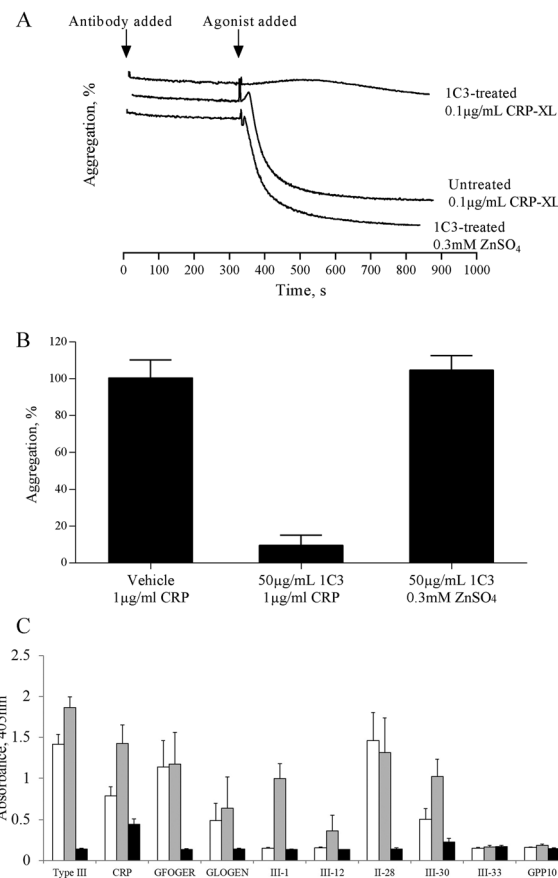 A
Antibody added Agonist added
1C3-treated
0.1µg/mL CRP-XL
Untreated
0.1µg/mL CRP-XL
1C3-treated
0.3mM ZnSO4
Aggregation, %
0 100 200 300 400 500 600 700 800 900 1000
Time, s
B
120
100
80
60
40
20
0
Aggregation, %
Vehicle
1µg/ml CRP
50µg/mL 1C3
1µg/ml CRP
50µg/mL 1C3
0.3mM ZnSO4
C
2.5
2
1.5
1
0.5
0
Absorbance, 405nm
Type III CRP GFOGER GLOGEN III-1 III-12 II-28 III-30 III-33 GPP10